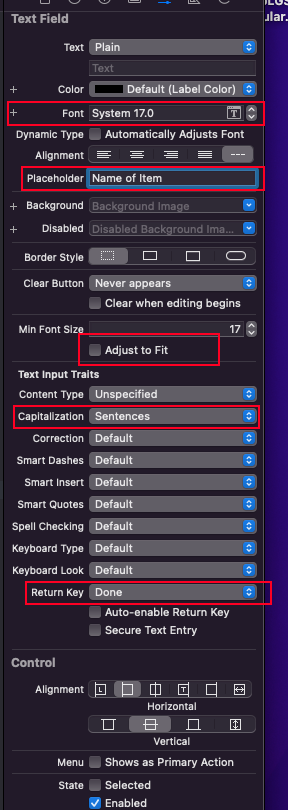 LGS
Text Field
ular.
Text Plain
Text
+ Color Default (Label Color)
+ Font System 17.0 T
Dynamic Type Automatically Adjusts Font
Alignment ---
Placeholder Name of Item
+ Background Background Image
+ Disabled Disabled Background Ima...
Border Style
Clear Button Never appears
Clear when editing begins
Min Font Size 17
Adjust to Fit
Text Input Traits
Content Type Unspecified
Capitalization Sentences
Correction Default
Smart Dashes Default
Smart Insert Default
Smart Quotes Default
Spell Checking Default
Keyboard Type Default
Keyboard Look Default
Return Key Done
Auto-enable Return Key
Secure Text Entry
Control
Alignment
Horizontal
Vertical
Menu Shows as Primary Action
State Selected
Enabled